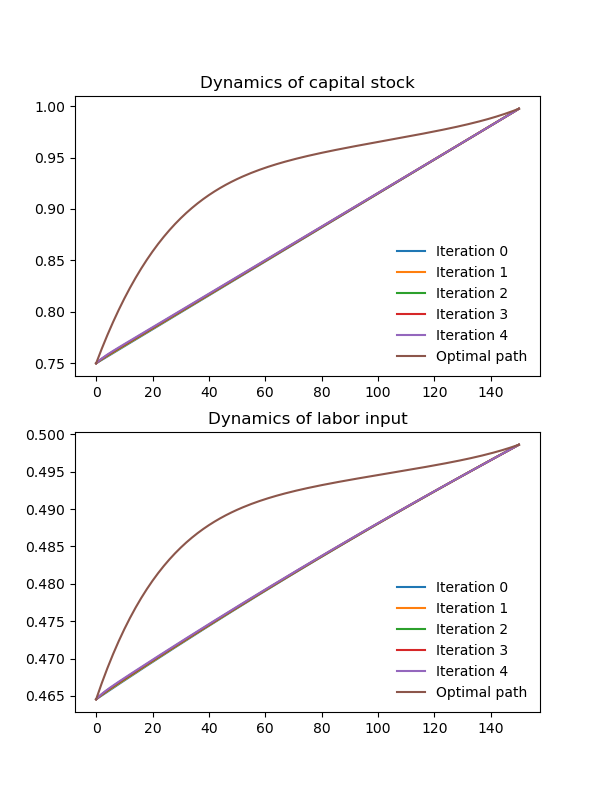 Dynamics of capital stock
1.00
0.95
0.90
0.85
0.80
0.75
Iteration 0
Iteration 1
Iteration 2
Iteration 3
Iteration 4
Optimal path
0 20 40 60 80 100 120 140
Dynamics of labor input
0.500
0.495
0.490
0.485
0.480
0.475
0.470
0.465
Iteration 0
Iteration 1
Iteration 2
Iteration 3
Iteration 4
Optimal path
0 20 40 60 80 100 120 140